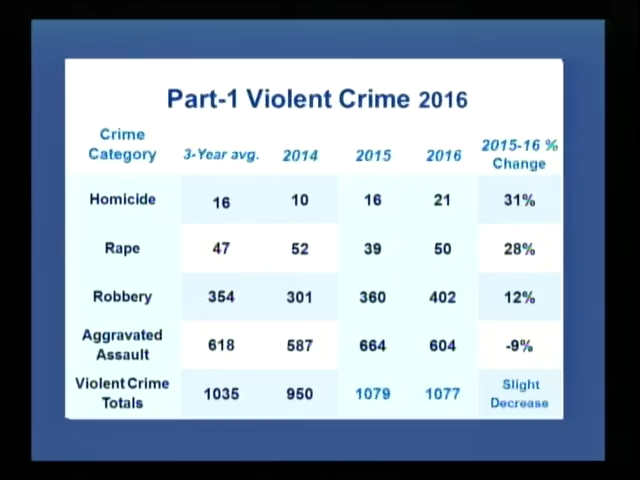 Part-1 Violent Crime 2016
Crime Category 3-Year avg. 2014 2015 2016 2015-16 % Change
Homicide 16 10 16 21 31%
Rape 47 52 39 50 28%
Robbery 354 301 360 402 12%
Aggravated Assault 618 587 664 604 -9%
Violent Crime Totals 1035 950 1079 1077 Slight Decrease